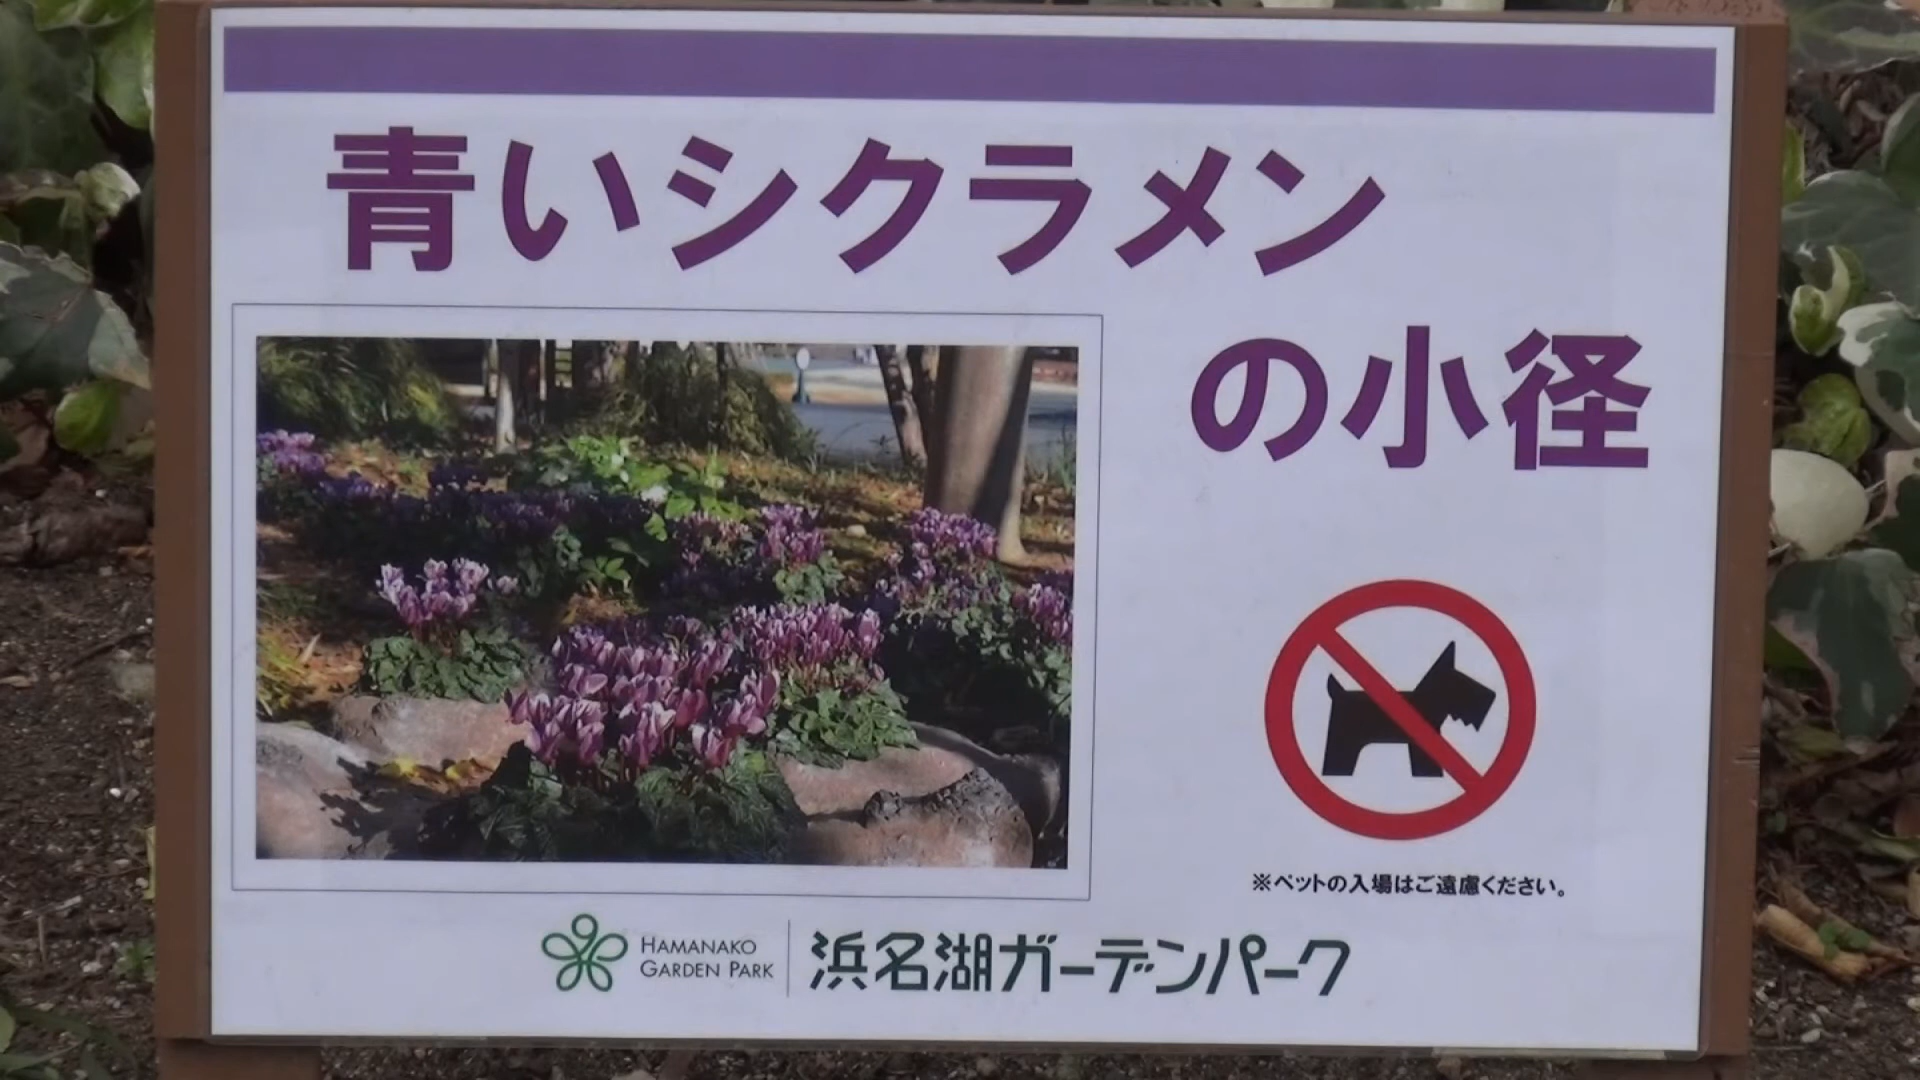 青いシクラメン
の小径
※ペットの入場はご遠慮ください。
HAMANAKO
GARDEN PARK
浜名湖ガーデンパーク